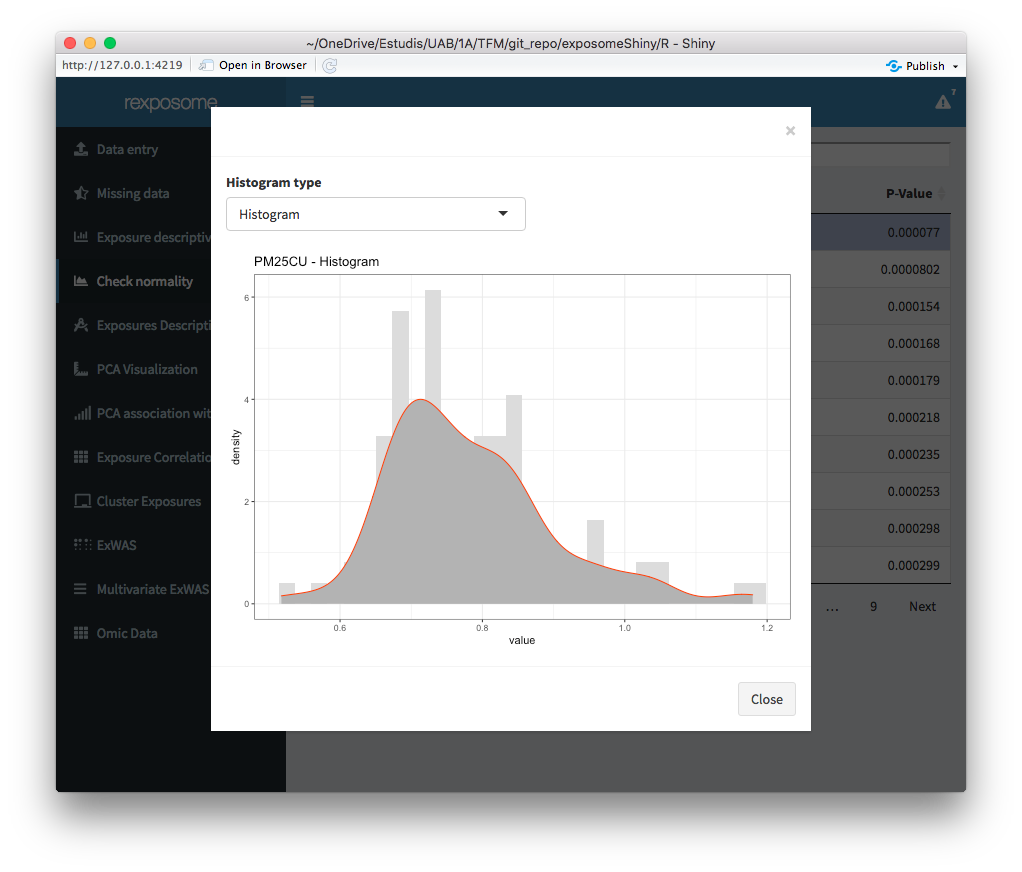 ~/OneDrive/Estudis/UAB/1A/TFM/git_repo/exposomeShiny/R - Shiny
http://127.0.0.1:4219 Open in Browser Publish
rexposome 7
×
Data entry
Missing data
Exposure descriptiv
Check normality
Exposures Descripti
PCA Visualization
PCA association wit
Exposure Correlatio
Cluster Exposures
ExWAS
Multivariate ExWAS
Omic Data
Histogram type
Histogram
PM25CU - Histogram
density
6
4
2
0
0.6 0.8 1.0 1.2
value
Close
P-Value
0.000077
0.0000802
0.000154
0.000168
0.000179
0.000218
0.000235
0.000253
0.000298
0.000299
... 9 Next